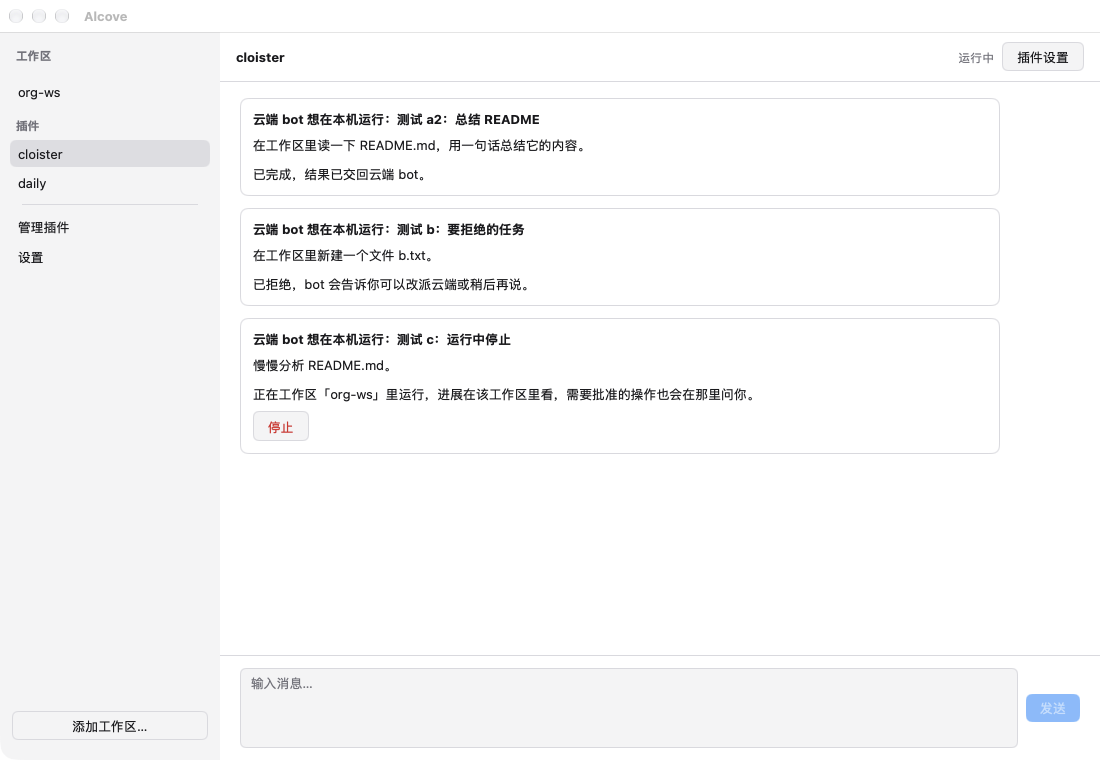 Alcove
工作区
org-ws
插件
cloister
daily
管理插件
设置
添加工作区...
cloister
运行中
插件设置
云端 bot 想在本机运行：测试 a2：总结 README
在工作区里读一下 README.md，用一句话总结它的内容。
已完成，结果已交回云端 bot。
云端 bot 想在本机运行：测试 b：要拒绝的任务
在工作区里新建一个文件 b.txt。
已拒绝，bot 会告诉你可以改派云端或稍后再说。
云端 bot 想在本机运行：测试 c：运行中停止
慢慢分析 README.md。
正在工作区「org-ws」里运行，进展在该工作区里看，需要批准的操作也会在那里问你。
停止
输入消息...
发送